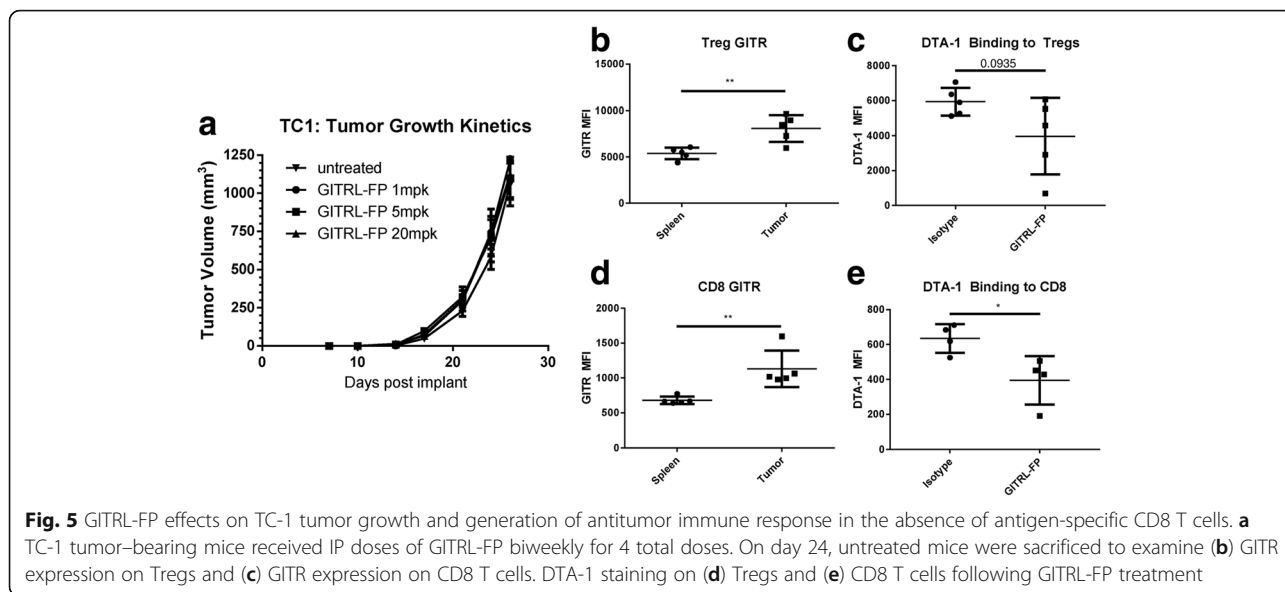 a
TC1: Tumor Growth Kinetics
Tumor Volume (mm³)
1250
1000
750
500
250
0
untreated
GITRL-FP 1mpk
GITRL-FP 5mpk
GITRL-FP 20mpk
0 10 20 30
Days post implant
b
Treg GITR
GITR MFI
15000
10000
5000
0
**
Spleen Tumor
c
DTA-1 Binding to Tregs
0.0935
DTA-1 MFI
8000
6000
4000
2000
0
Isotype GITRL-FP
d
CD8 GITR
GITR MFI
2000
1500
1000
500
0
**
Spleen Tumor
e
DTA-1 Binding to CD8
DTA-1 MFI
800
600
400
200
0
*
Isotype GITRL-FP
Fig. 5 GITRL-FP effects on TC-1 tumor growth and generation of antitumor immune response in the absence of antigen-specific CD8 T cells. a
TC-1 tumor–bearing mice received IP doses of GITRL-FP biweekly for 4 total doses. On day 24, untreated mice were sacrificed to examine (b) GITR
expression on Tregs and (c) GITR expression on CD8 T cells. DTA-1 staining on (d) Tregs and (e) CD8 T cells following GITRL-FP treatment